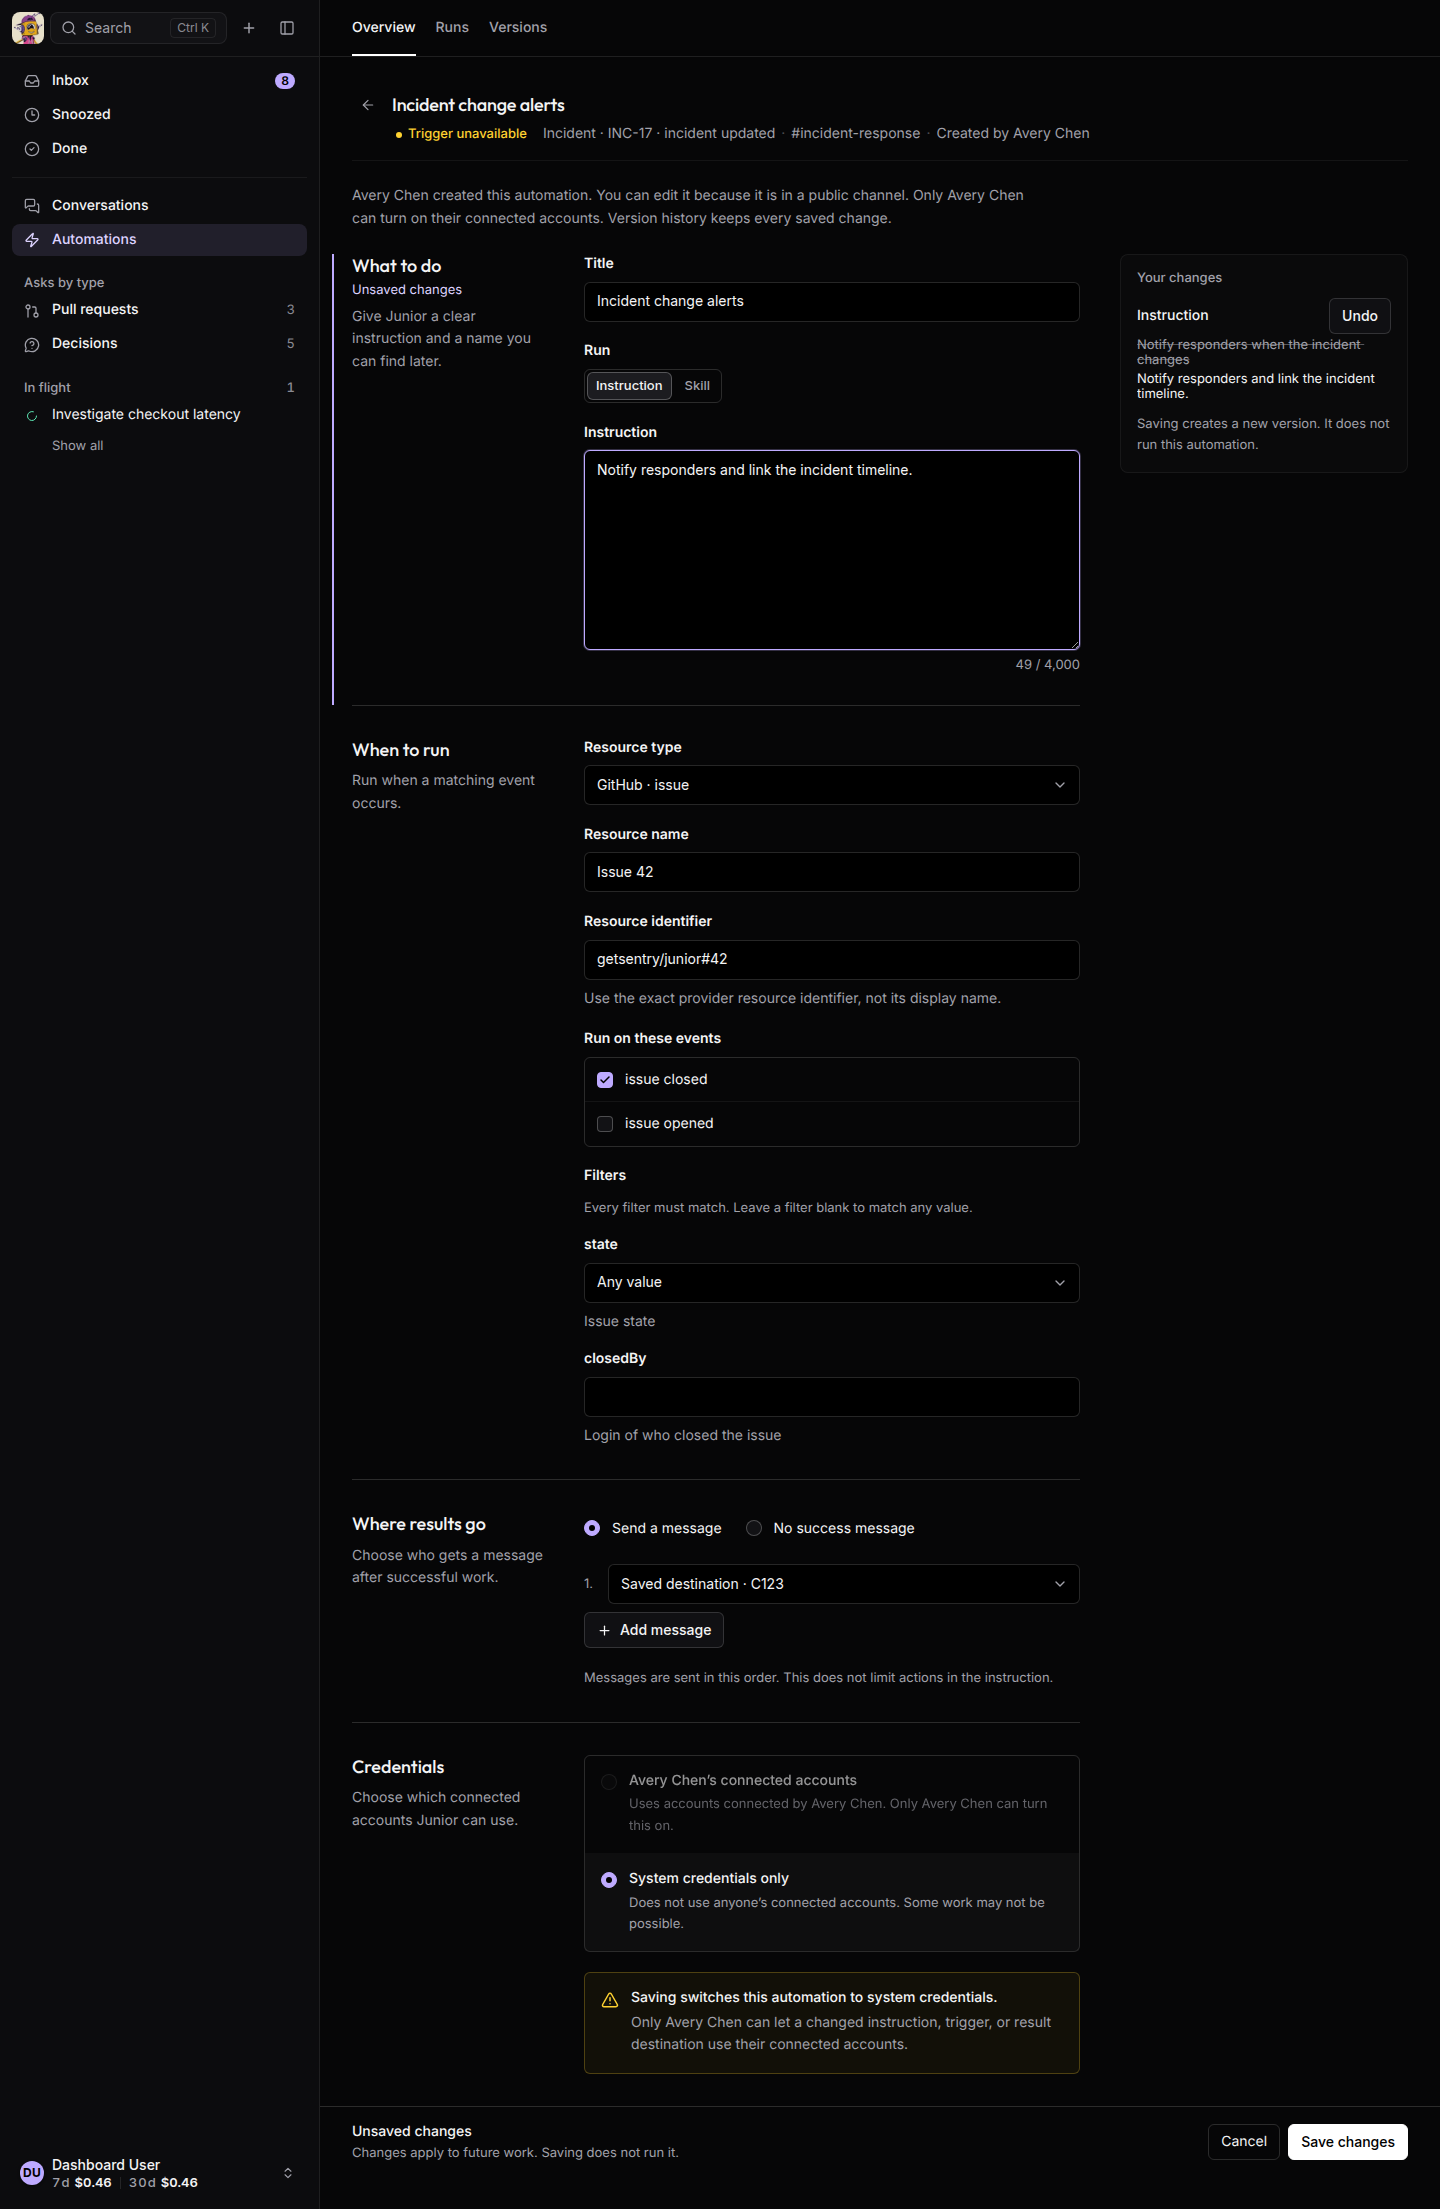 Search
Ctrl K
Inbox
8
Snoozed
Done
Conversations
Automations
Asks by type
Pull requests
3
Decisions
5
In flight
1
Investigate checkout latency
Show all
DU
Dashboard User
7d $0.46 30d $0.46
Overview
Runs
Versions
Incident change alerts
Trigger unavailable
Incident · INC-17 · incident updated · #incident-response · Created by Avery Chen
Avery Chen created this automation. You can edit it because it is in a public channel. Only Avery Chen
can turn on their connected accounts. Version history keeps every saved change.
What to do
Unsaved changes
Give Junior a clear
instruction and a name you
can find later.
Title
Incident change alerts
Run
Instruction
Skill
Instruction
Notify responders and link the incident timeline.
49 / 4,000
Your changes
Instruction
Undo
Notify responders when the incident
changes
Notify responders and link the incident
timeline.
Saving creates a new version. It does not
run this automation.
When to run
Run when a matching event
occurs.
Resource type
GitHub · issue
Resource name
Issue 42
Resource identifier
getsentry/junior#42
Use the exact provider resource identifier, not its display name.
Run on these events
issue closed
issue opened
Filters
Every filter must match. Leave a filter blank to match any value.
state
Any value
Issue state
closedBy
Login of who closed the issue
Where results go
Choose who gets a message
after successful work.
Send a message
No success message
1.
Saved destination · C123
Add message
Messages are sent in this order. This does not limit actions in the instruction.
Credentials
Choose which connected
accounts Junior can use.
Avery Chen’s connected accounts
Uses accounts connected by Avery Chen. Only Avery Chen can turn
this on.
System credentials only
Does not use anyone’s connected accounts. Some work may not be
possible.
Saving switches this automation to system credentials.
Only Avery Chen can let a changed instruction, trigger, or result
destination use their connected accounts.
Unsaved changes
Changes apply to future work. Saving does not run it.
Cancel
Save changes